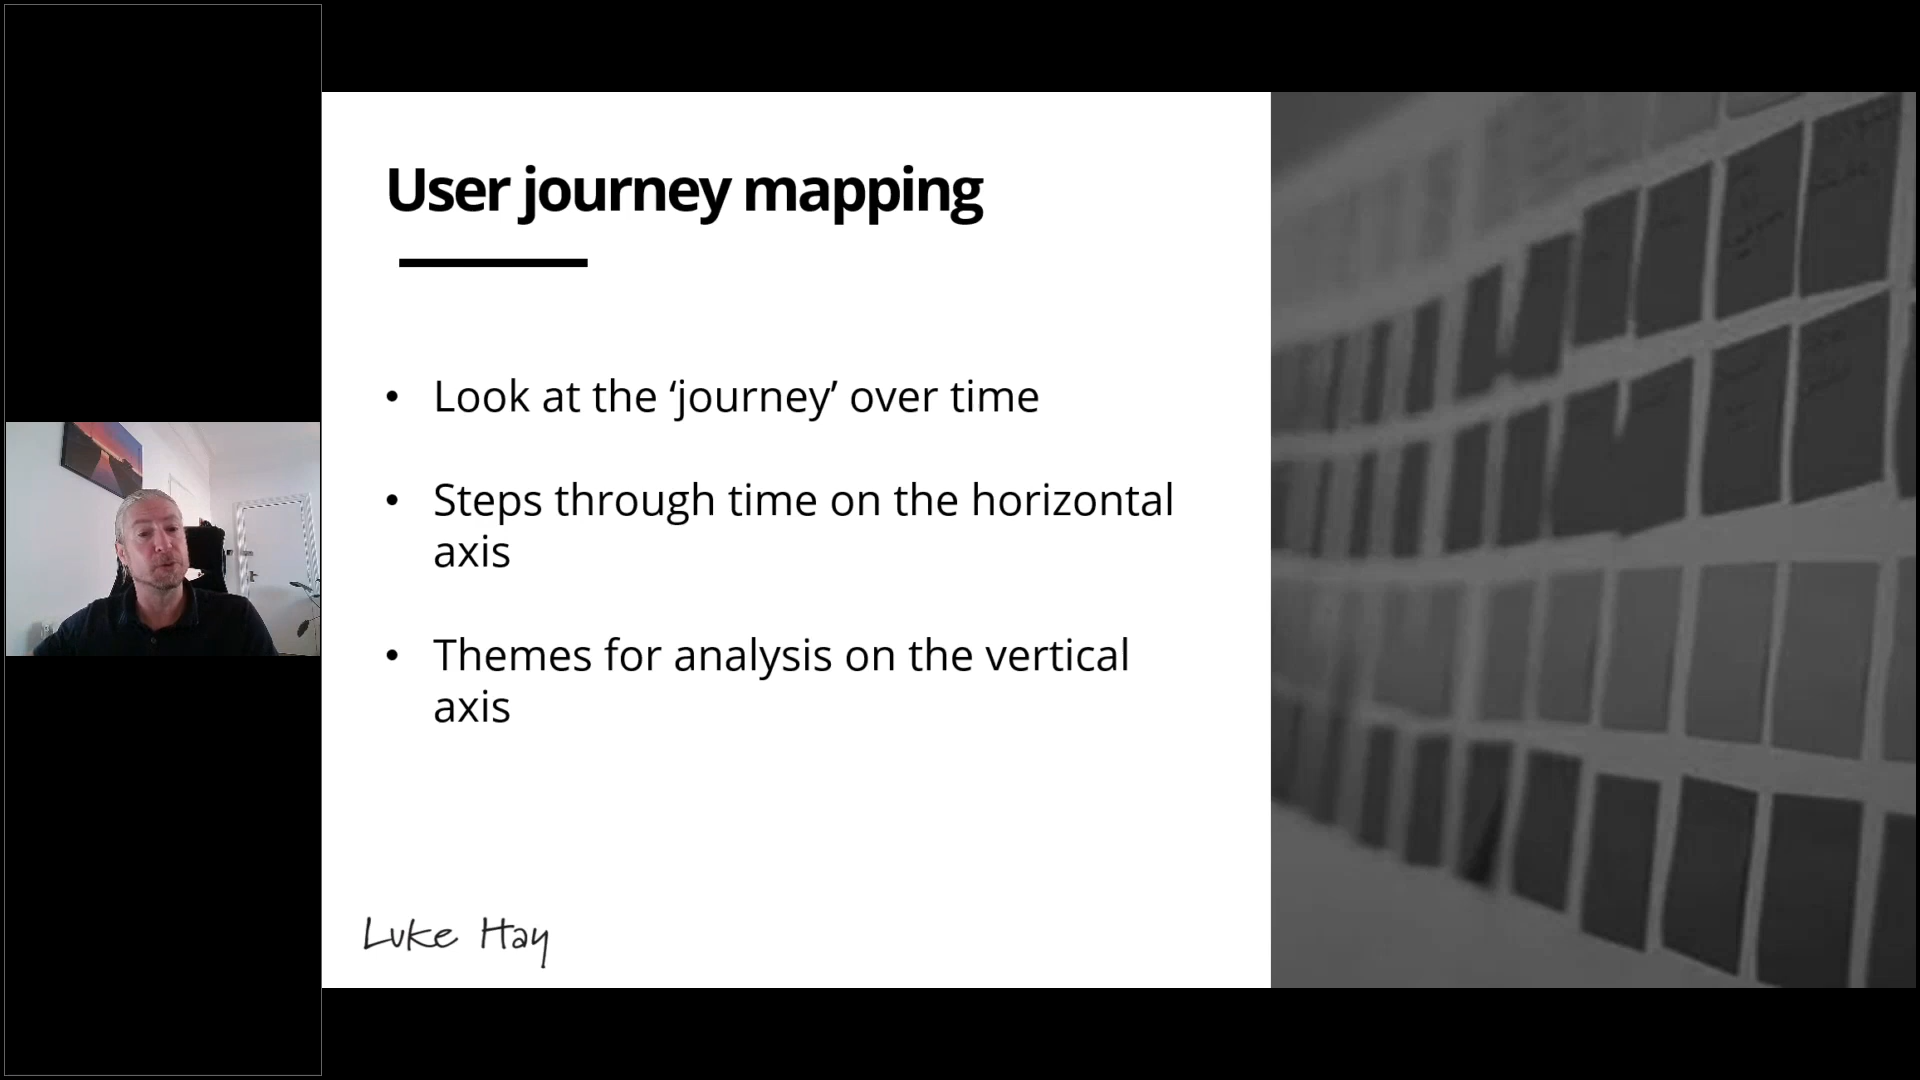 User journey mapping
• Look at the ‘journey’ over time
• Steps through time on the horizontal
axis
• Themes for analysis on the vertical
axis
Luke Hay